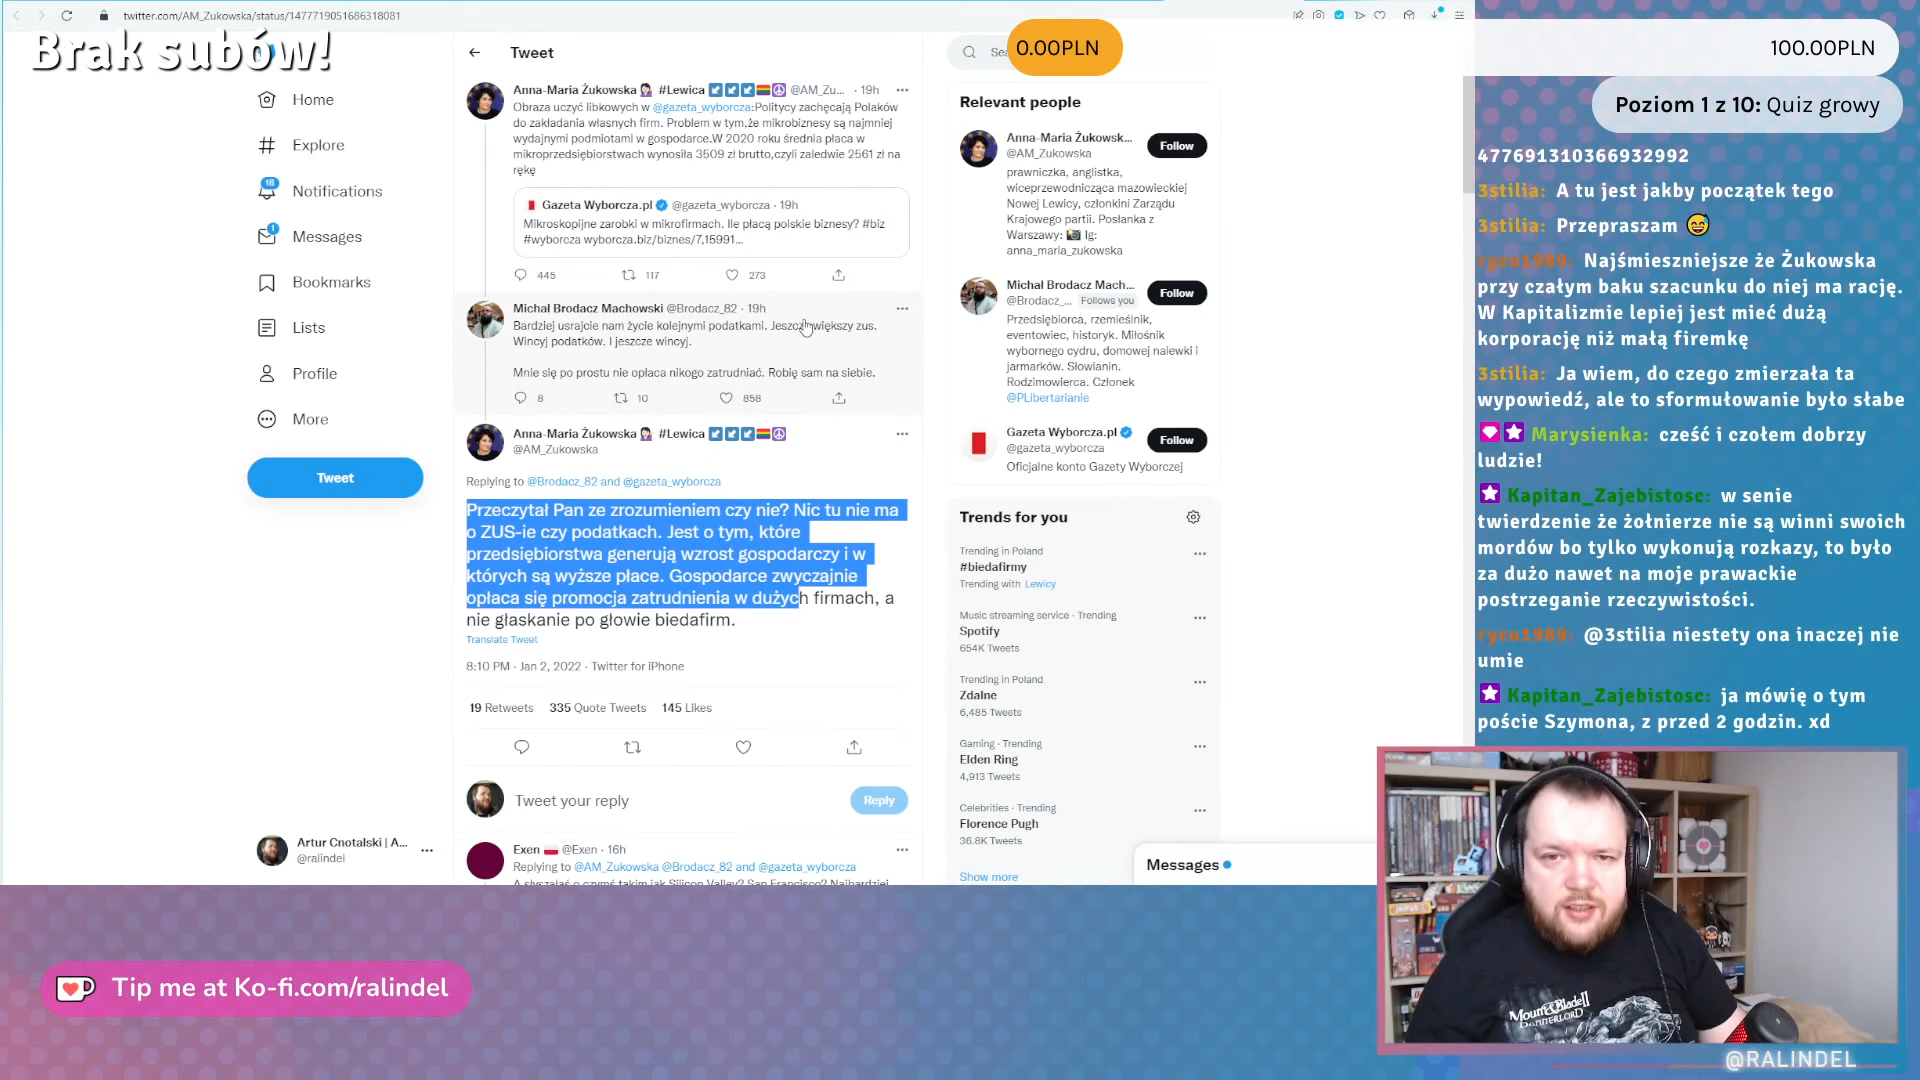 twitter.com/AM_Zukowska/status/1477719051686318081
Brak subów!
Home
Explore
18
Notifications
1
Messages
Bookmarks
Lists
Profile
More
Tweet
Artur Cnotalski | A...
@ralindel
Tweet
Anna-Maria Żukowska #Lewica @AM_Zu... · 19h
Obraza uczyć libkowych w @gazeta_wyborcza:Politycy zachęcają Polaków
do zakładania własnych firm. Problem w tym,że mikrobiznesy są najmniej
wydajnymi podmiotami w gospodarce.W 2020 roku średnia płaca w
mikroprzedsiębiorstwach wynosiła 3509 zł brutto,czyli zaledwie 2561 zł na
rękę
Gazeta Wyborcza.pl @gazeta_wyborcza · 19h
Mikroskopijne zarobki w mikrofirmach. Ile płacą polskie biznesy? #biz
#wyborcza wyborcza.biz/biznes/7,15991...
445 117 273
Michał Brodacz Machowski @Brodacz_82 · 19h
Bardziej usrajcie nam życie kolejnymi podatkami. Jeszcze większy zus.
Wincyj podatków. I jeszcze wincyj.
Mnie się po prostu nie opłaca nikogo zatrudniać. Robię sam na siebie.
8 10 858
Anna-Maria Żukowska #Lewica
@AM_Zukowska
Replying to @Brodacz_82 and @gazeta_wyborcza
Przeczytał Pan ze zrozumieniem czy nie? Nic tu nie ma
o ZUS-ie czy podatkach. Jest o tym, które
przedsiębiorstwa generują wzrost gospodarczy i w
których są wyższe płace. Gospodarce zwyczajnie
opłaca się promocja zatrudnienia w dużych firmach, a
nie głaskanie po głowie biedafirm.
Translate Tweet
8:10 PM · Jan 2, 2022 · Twitter for iPhone
19 Retweets 335 Quote Tweets 145 Likes
Tweet your reply
Reply
Exen @Exen · 16h
Replying to @AM_Zukowska @Brodacz_82 and @gazeta_wyborcza
A słyszałaś o czymś takim jak Silicon Valley? San Francisco? Najbardziej
Sea
0.00PLN
100.00PLN
Poziom 1 z 10: Quiz growy
Relevant people
Anna-Maria Żukowsk...
@AM_Zukowska
Follow
prawniczka, anglistka,
wiceprzewodnicząca mazowieckiej
Nowej Lewicy, członkini Zarządu
Krajowego partii. Posłanka z
Warszawy: Ig:
anna_maria_zukowska
Michał Brodacz Mach...
@Brodacz_... Follows you
Follow
Przedsiębiorca, rzemieślnik,
eventowiec, historyk. Miłośnik
wybornego cydru, domowej nalewki i
jarmarków. Słowianin.
Rodzimowierca. Członek
@PLibertarianie
Gazeta Wyborcza.pl
@gazeta_wyborcza
Follow
Oficjalne konto Gazety Wyborczej
Trends for you
Trending in Poland
#biedafirmy
Trending with Lewicy
Music streaming service · Trending
Spotify
654K Tweets
Trending in Poland
Zdalne
6,485 Tweets
Gaming · Trending
Elden Ring
4,913 Tweets
Celebrities · Trending
Florence Pugh
36.8K Tweets
Show more
Messages
477691310366932992
3stilia: A tu jest jakby początek tego
3stilia: Przepraszam 😅
rycu1989: Najśmieszniejsze że Żukowska
przy całym baku szacunku do niej ma rację.
W Kapitalizmie lepiej jest mieć dużą
korporację niż małą firemkę
3stilia: Ja wiem, do czego zmierzała ta
wypowiedź, ale to sformułowanie było słabe
Marysienka: cześć i czołem dobrzy
ludzie!
Kapitan_Zajebistosc: w senie
twierdzenie że żołnierze nie są winni swoich
mordów bo tylko wykonują rozkazy, to było
za dużo nawet na moje prawackie
postrzeganie rzeczywistości.
rycu1989: @3stilia niestety ona inaczej nie
umie
Kapitan_Zajebistosc: ja mówię o tym
poście Szymona, z przed 2 godzin. xd
Mount&Blade II
Bannerlord
@RALINDEL
Tip me at Ko-fi.com/ralindel